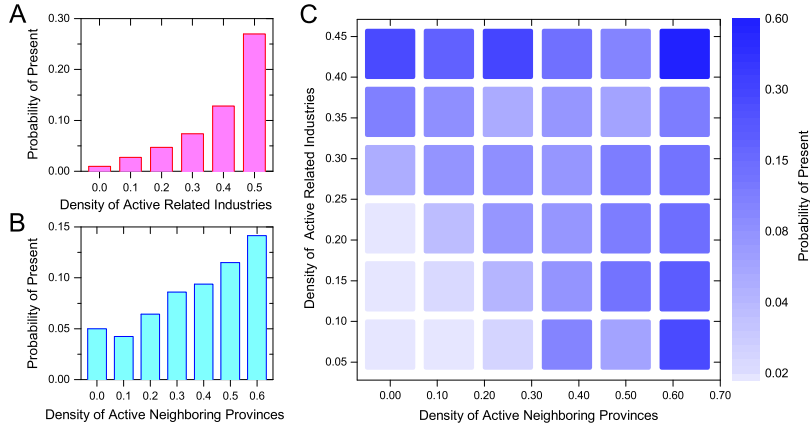 A
Probability of Present
0.30
0.20
0.10
0.00
0.0 0.1 0.2 0.3 0.4 0.5
Density of Active Related Industries
B
Probability of Present
0.15
0.10
0.05
0.00
0.0 0.1 0.2 0.3 0.4 0.5 0.6
Density of Active Neighboring Provinces
C
Density of Active Related Industries
0.45
0.40
0.35
0.30
0.25
0.20
0.15
0.05
0.00 0.10 0.20 0.30 0.40 0.50 0.60 0.70
Density of Active Neighboring Provinces
0.60
0.30
0.15
0.08
0.04
0.02
Probability of Present